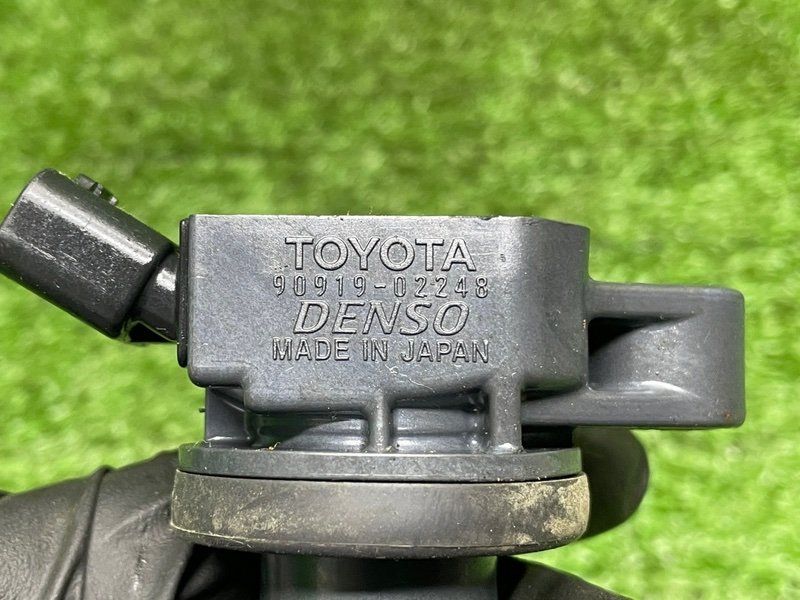 TOYOTA
90919-02248
DENSO
MADE IN JAPAN